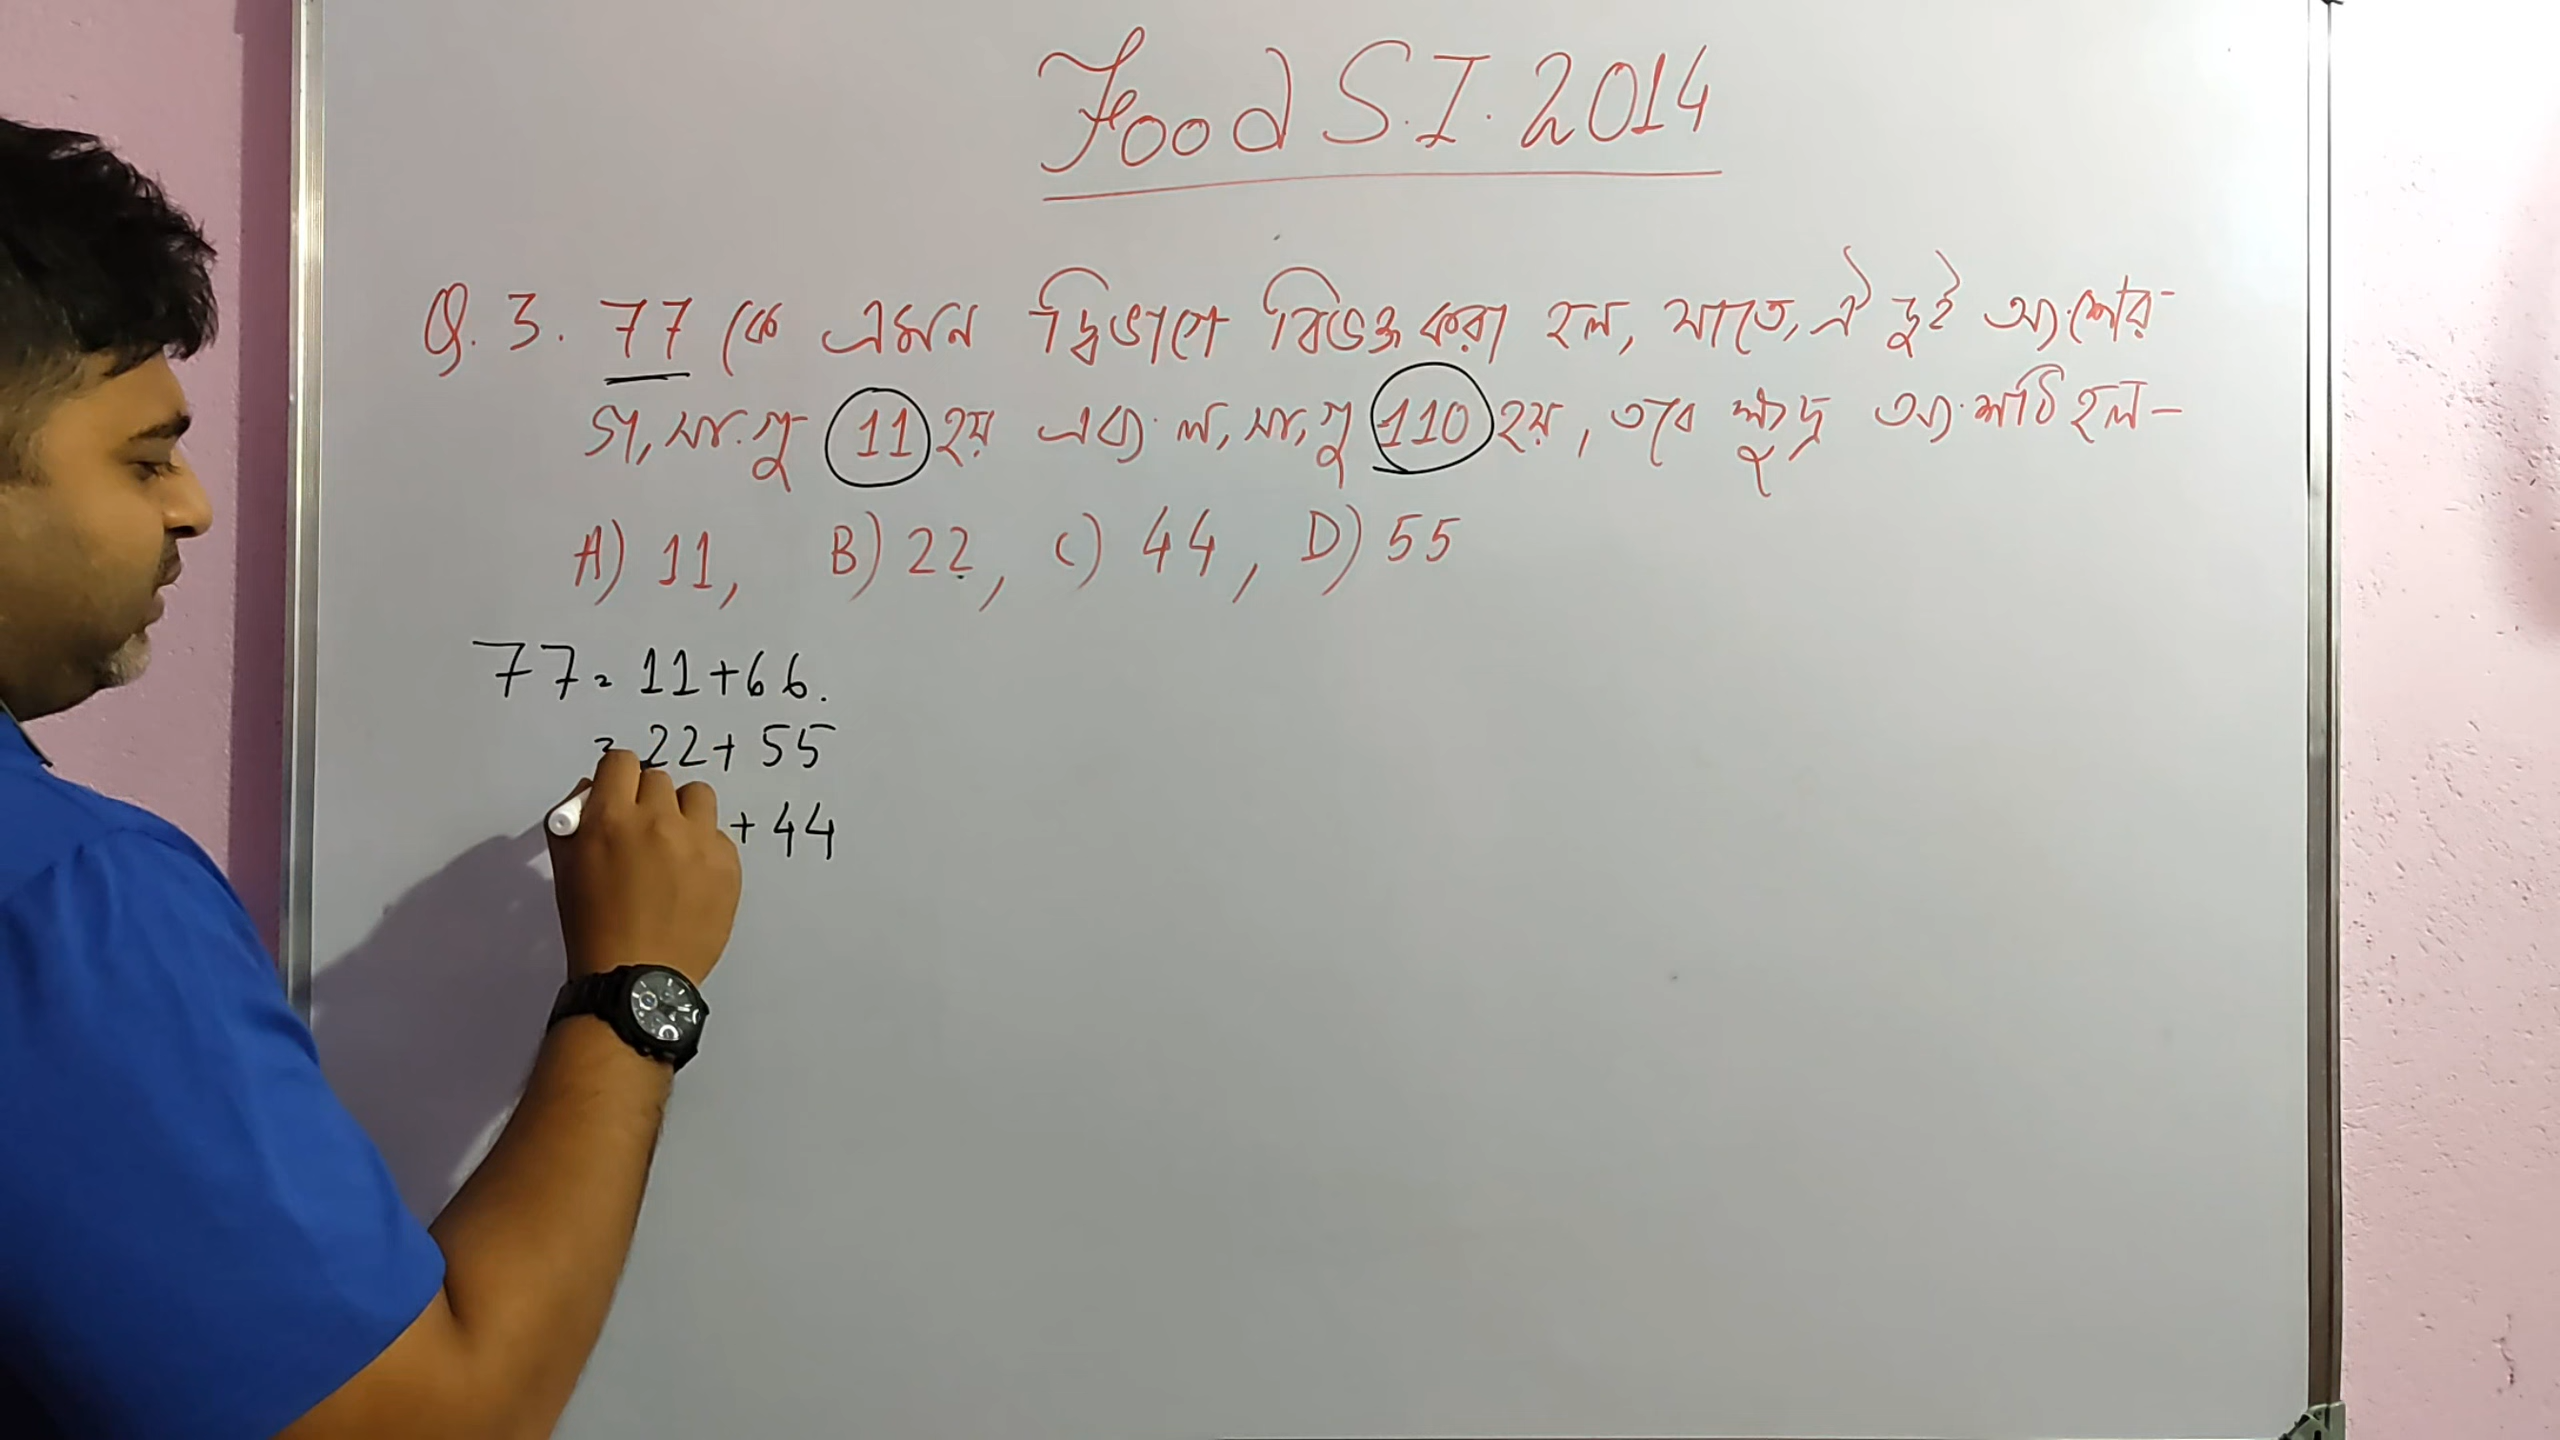 Food S.I. 2014
Q. 3. 77 কে এমন দ্বিভাগে বিভক্ত করা হল, যাতে, ঐ দুই অংশের
গ, সা. গু 11 হয় এবং ল, সা, গু 110 হয়, তবে ক্ষুদ্র অংশটি হল-
A) 11, B) 22, C) 44, D) 55
77 = 11+66.
= 22+ 55
+ 44